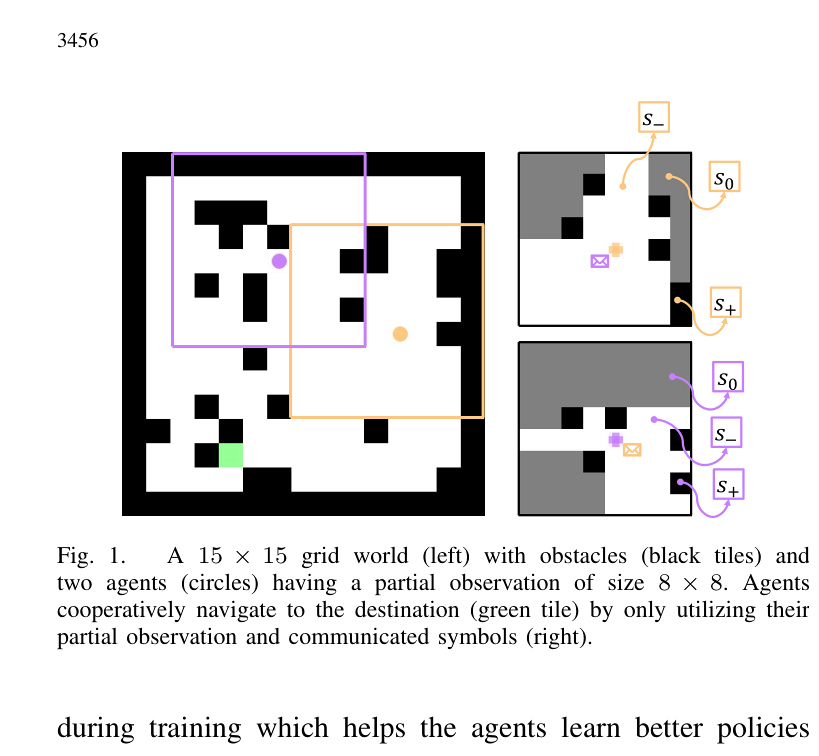 3456
s₋
s₀
s₊
s₀
s₋
s₊
Fig. 1. A 15 × 15 grid world (left) with obstacles (black tiles) and
two agents (circles) having a partial observation of size 8 × 8. Agents
cooperatively navigate to the destination (green tile) by only utilizing their
partial observation and communicated symbols (right).
during training which helps the agents learn better policies